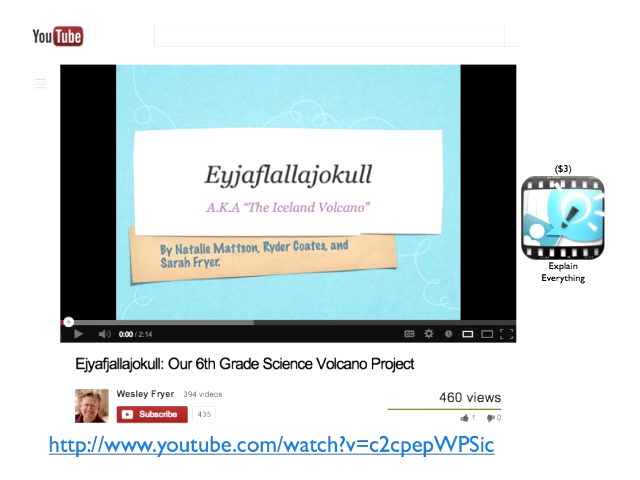 YouTube
Eyjaflallajokull
A.K.A "The Iceland Volcano"
By Natalie Mattson, Ryder Coates, and
Sarah Fryer.
($3)
Explain
Everything
0:00 / 2:14
Ejyafjallajokull: Our 6th Grade Science Volcano Project
Wesley Fryer 394 videos
Subscribe 435
460 views
1 0
http://www.youtube.com/watch?v=c2cpepWPSic